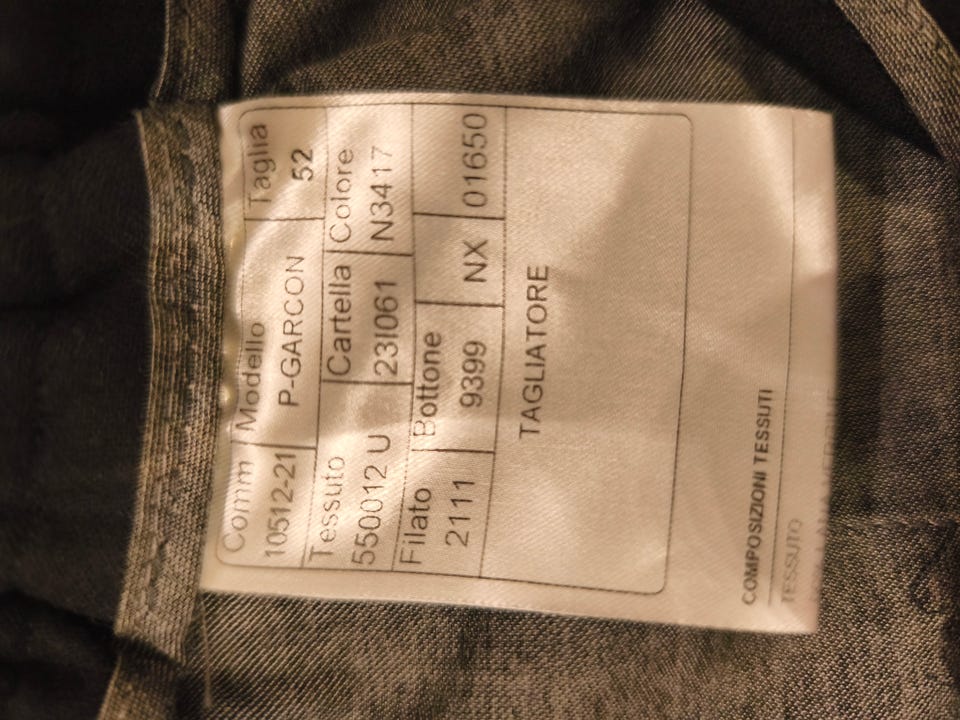 Comm Modello Taglia
10512-21 P-GARCON 52
Tessuto Cartella Colore
550012 U 23I061 N3417
Filato Bottone
2111 9399 NX 01650
TAGLIATORE
COMPOSIZIONI TESSUTI
TESSUTO